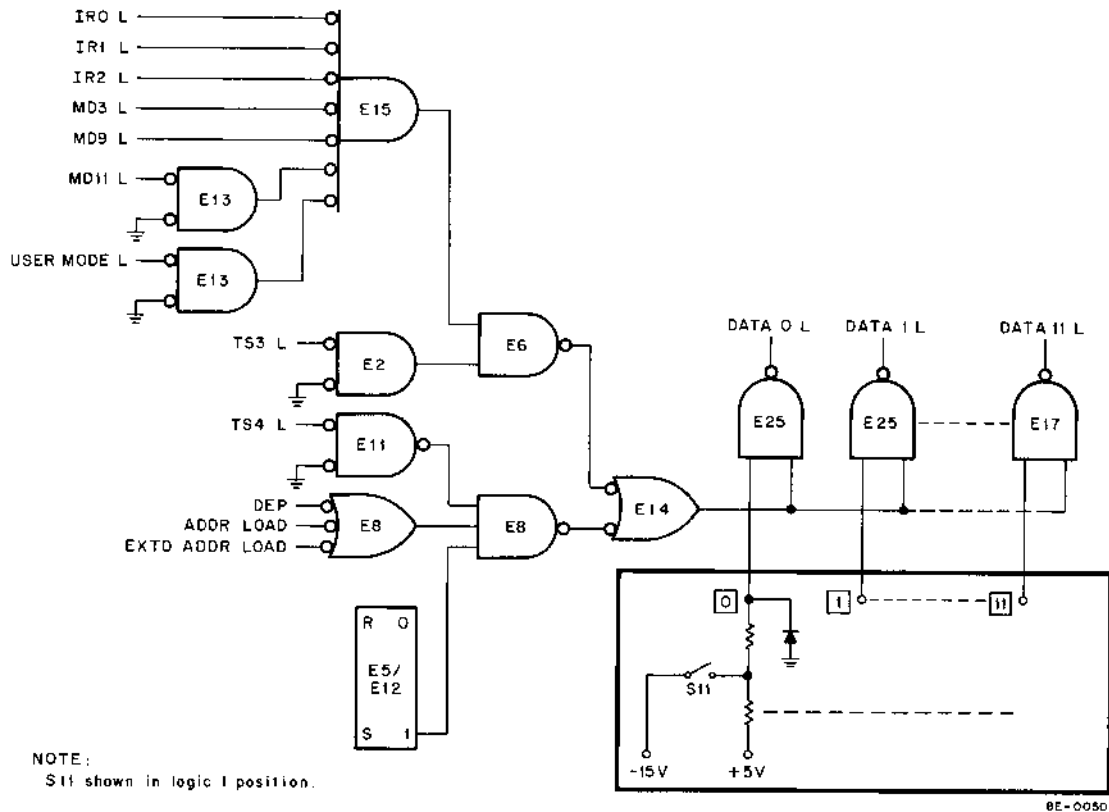 IR0 L
IR1 L
IR2 L
MD3 L
E15
MD9 L
MD11 L
E13
USER MODE L
E13
TS3 L
E2
E6
DATA 0 L
DATA 1 L
DATA 11 L
TS4 L
E11
E25
E25
E17
DEP
ADDR LOAD
EXTD ADDR LOAD
E8
E8
E14
0
1
11
R 0
E5/
E12
S 1
S11
-15V
+5V
NOTE:
S11 shown in logic 1 position.
8E-0050